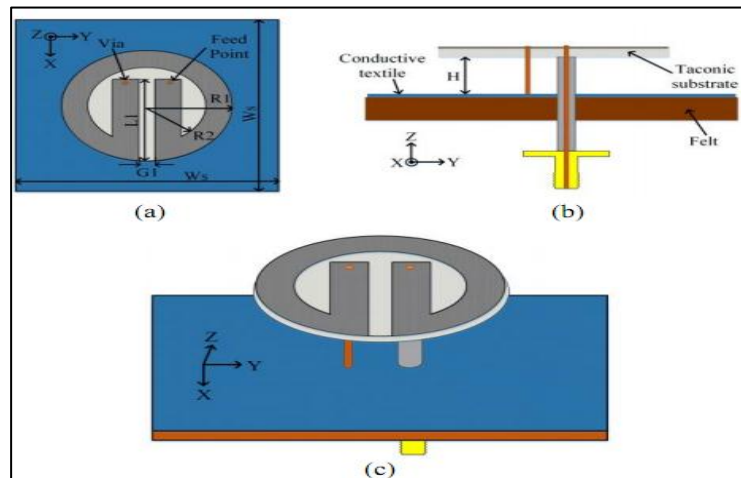 Z Y
X
Via
Feed
Point
R1
L1
R2
G1
Ws
Ws
(a)
Conductive
textile
H
Taconic
substrate
Felt
Z
X Y
(b)
Z
Y
X
(c)